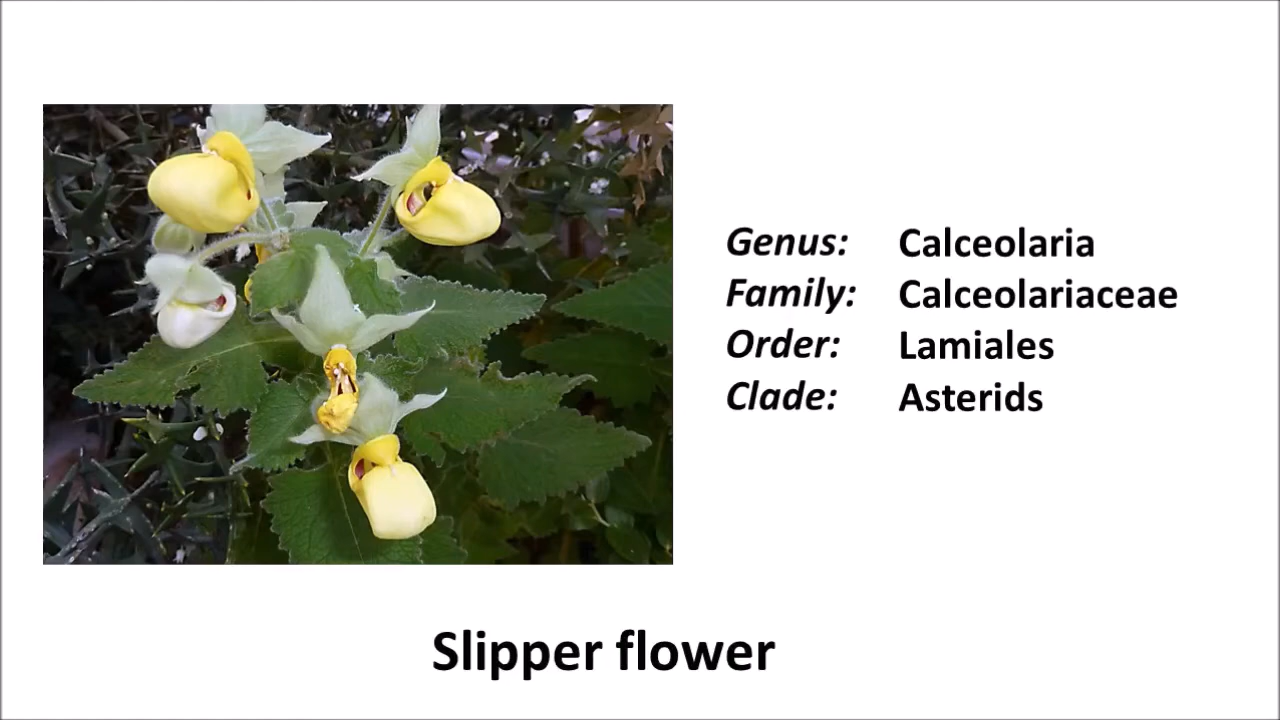 Genus: Calceolaria
Family: Calceolariaceae
Order: Lamiales
Clade: Asterids
Slipper flower